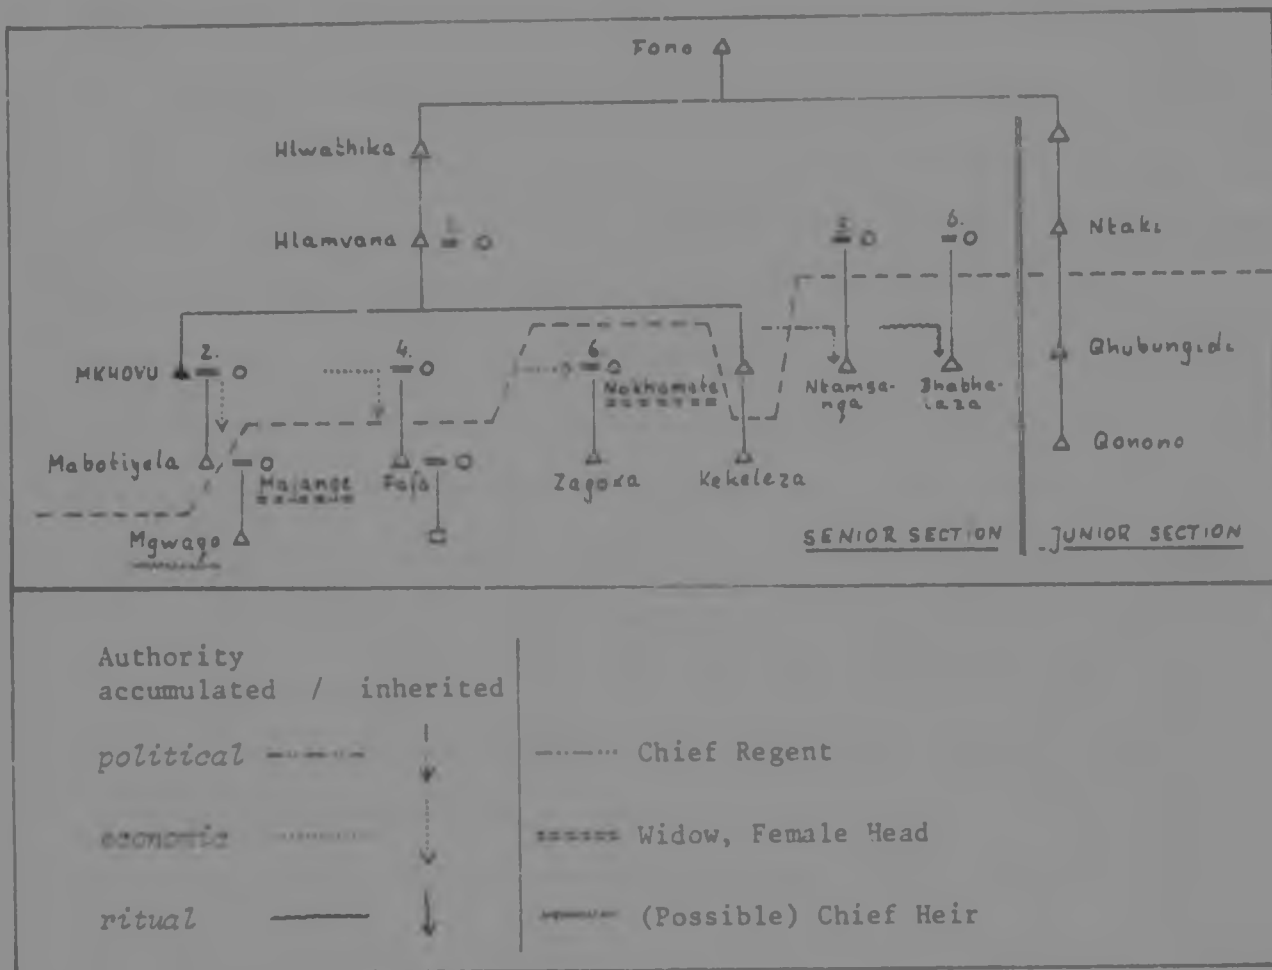 Fono
Hlwathika
Hlamvana
6.
Ntaki
2.
4.
6
MKHOVU
Nokhamete
Ntamsa-
nga
Qhubungidi
Mabotiyela
Majange
Fafa
Zagoxa
Kekeleza
Qonono
Mgwago
SENIOR SECTION
JUNIOR SECTION
Authority
accumulated / inherited
political
Chief Regent
economic
Widow, Female Head
ritual
(Possible) Chief Heir